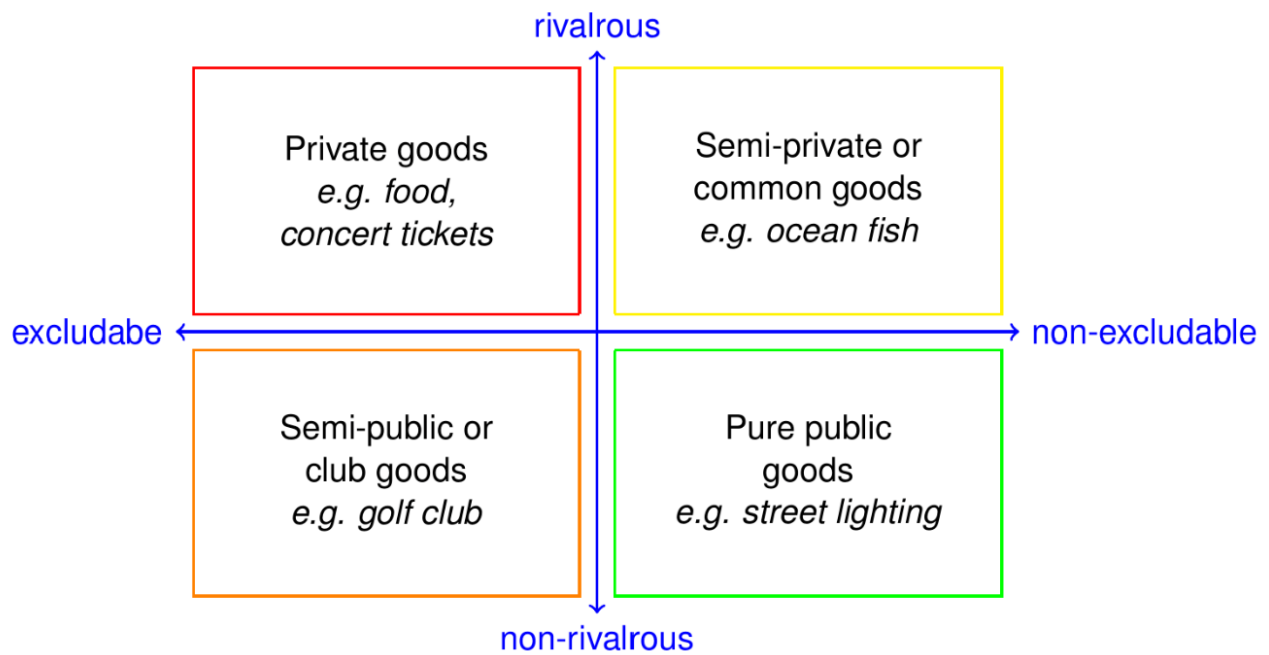 rivalrous
Private goods
e.g. food,
concert tickets
Semi-private or
common goods
e.g. ocean fish
excludabe
non-excludable
Semi-public or
club goods
e.g. golf club
Pure public
goods
e.g. street lighting
non-rivalrous